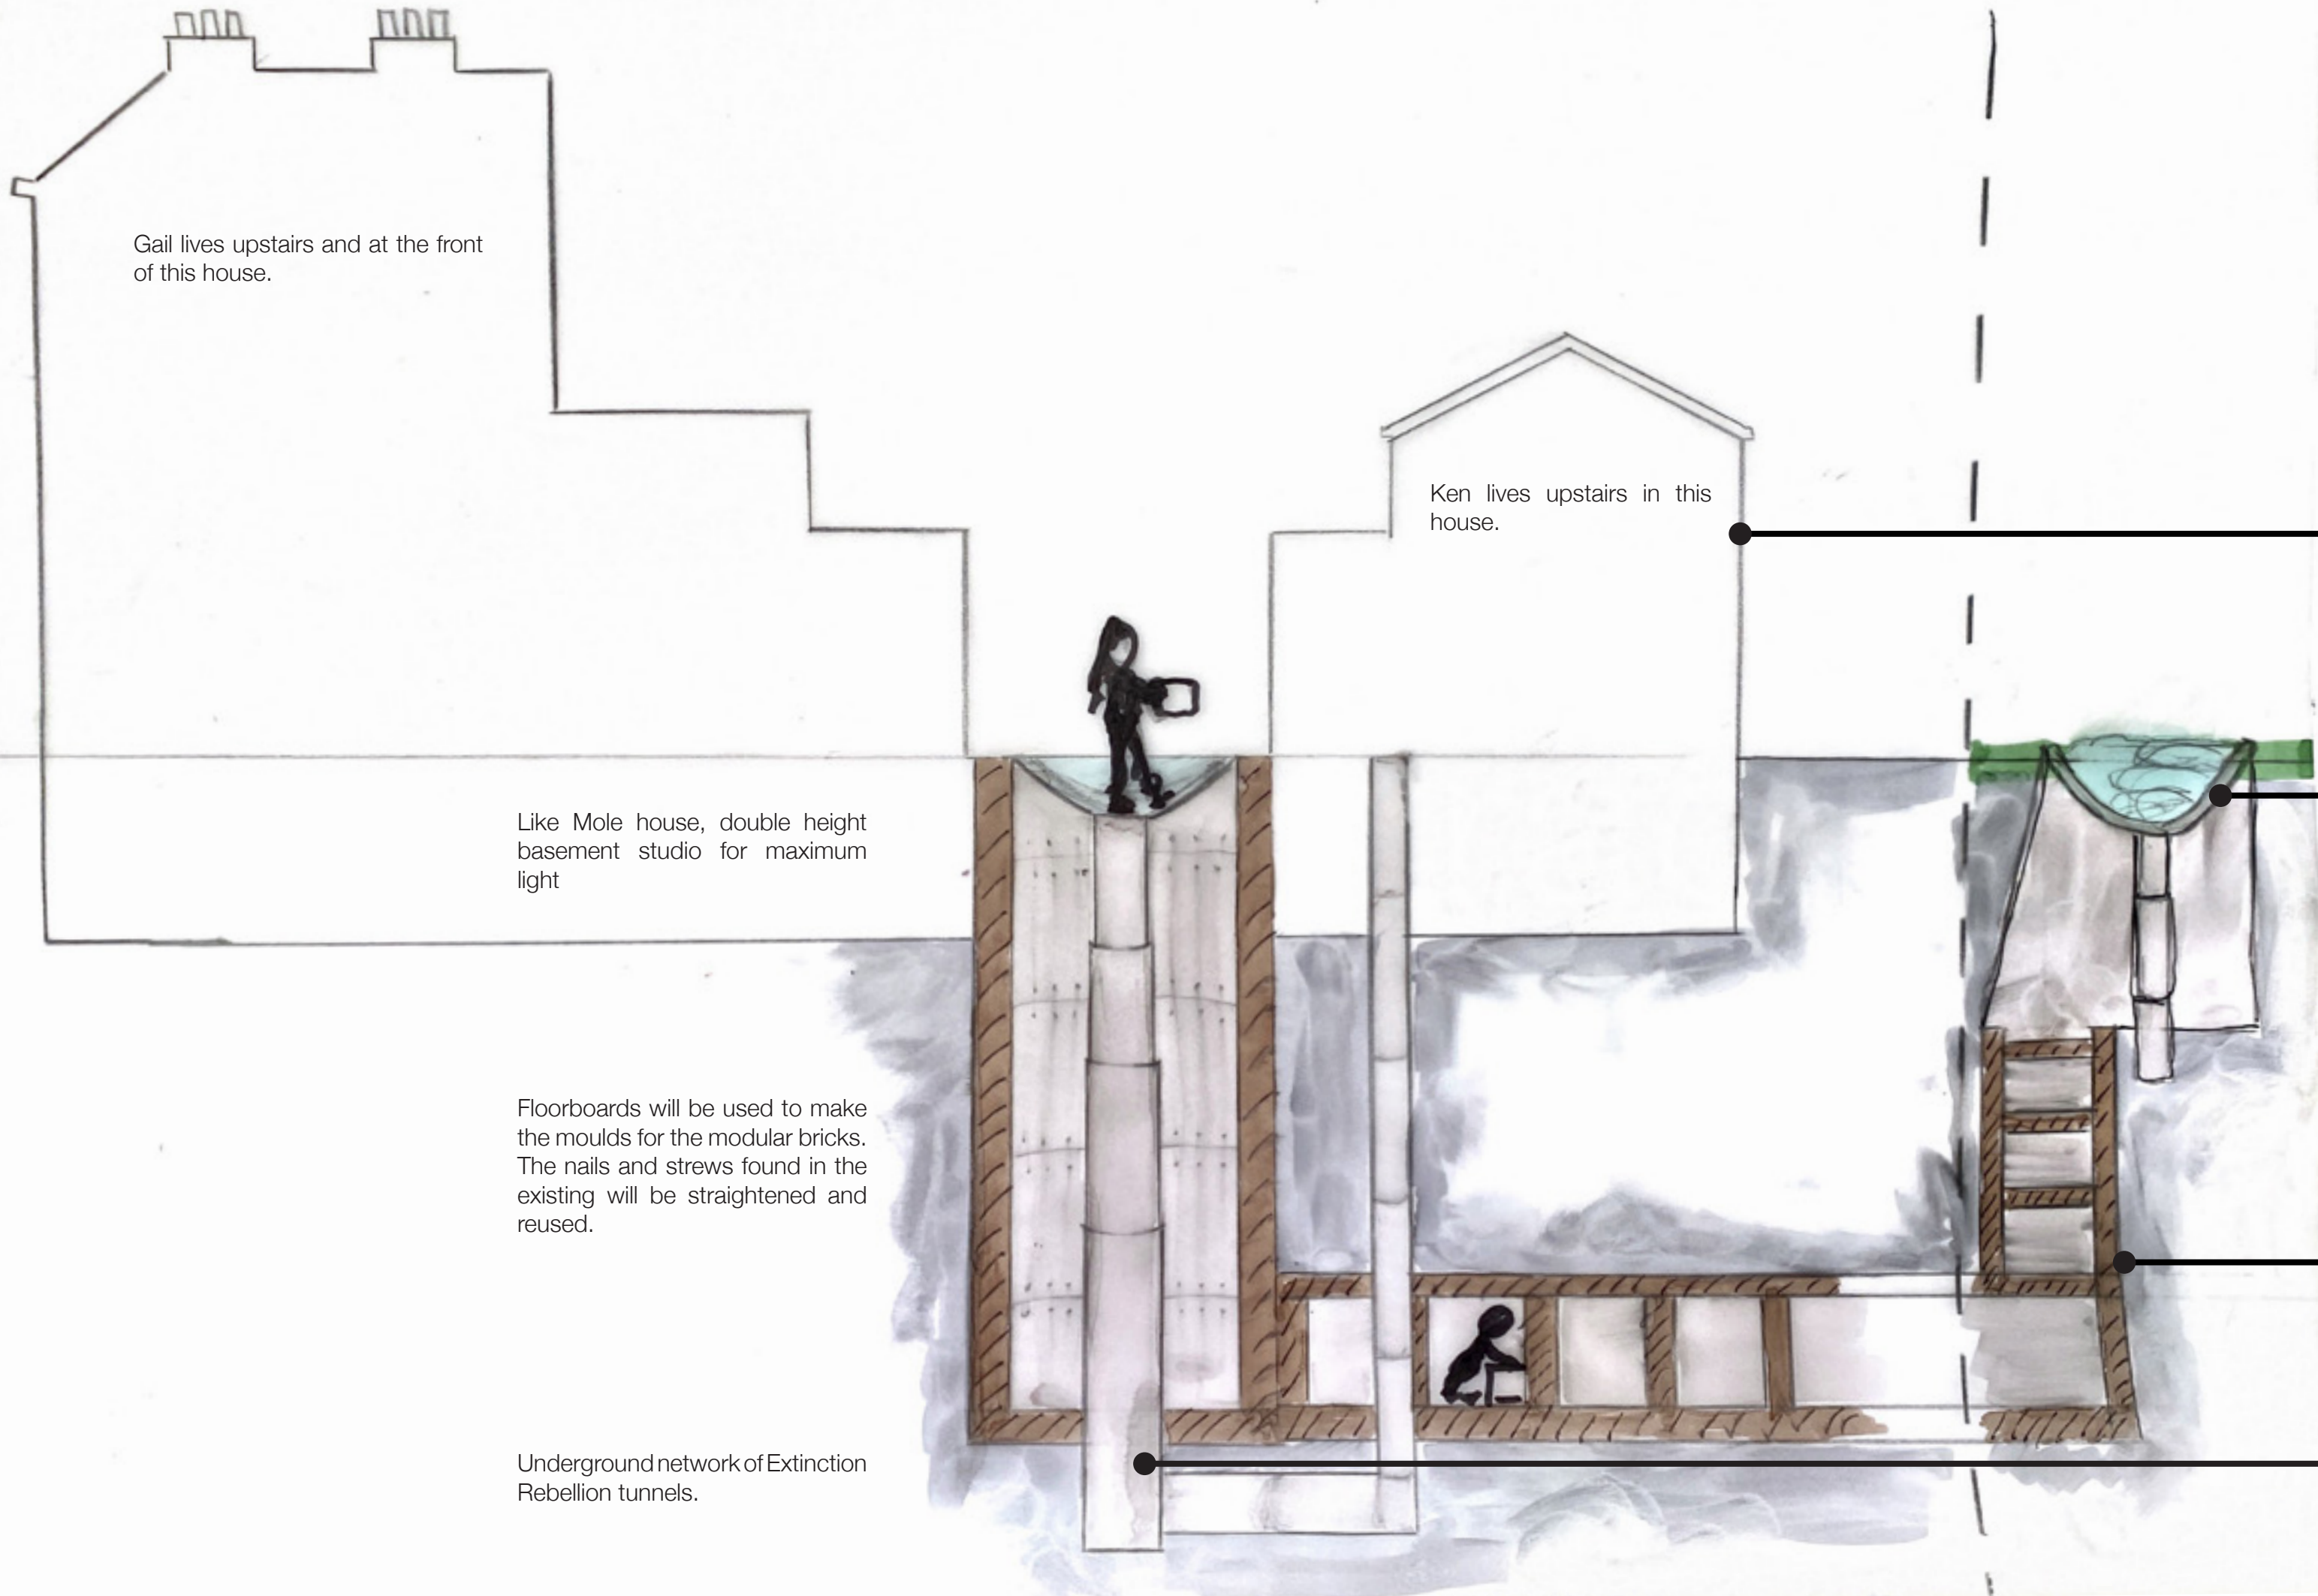 Gail lives upstairs and at the front
of this house.
Ken lives upstairs in this
house.
Like Mole house, double height
basement studio for maximum
light
Floorboards will be used to make
the moulds for the modular bricks.
The nails and strews found in the
existing will be straightened and
reused.
Underground network of Extinction
Rebellion tunnels.